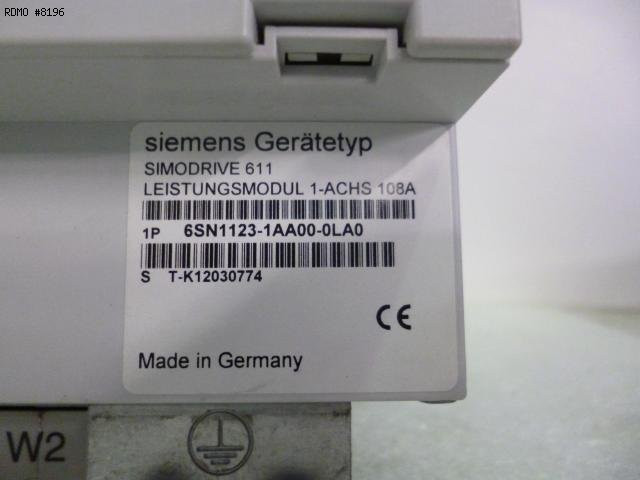 RDMO #8196
siemens Gerätetyp
SIMODRIVE 611
LEISTUNGSMODUL 1-ACHS 108A
1P 6SN1123-1AA00-0LA0
S T-K12030774
CE
Made in Germany
W2